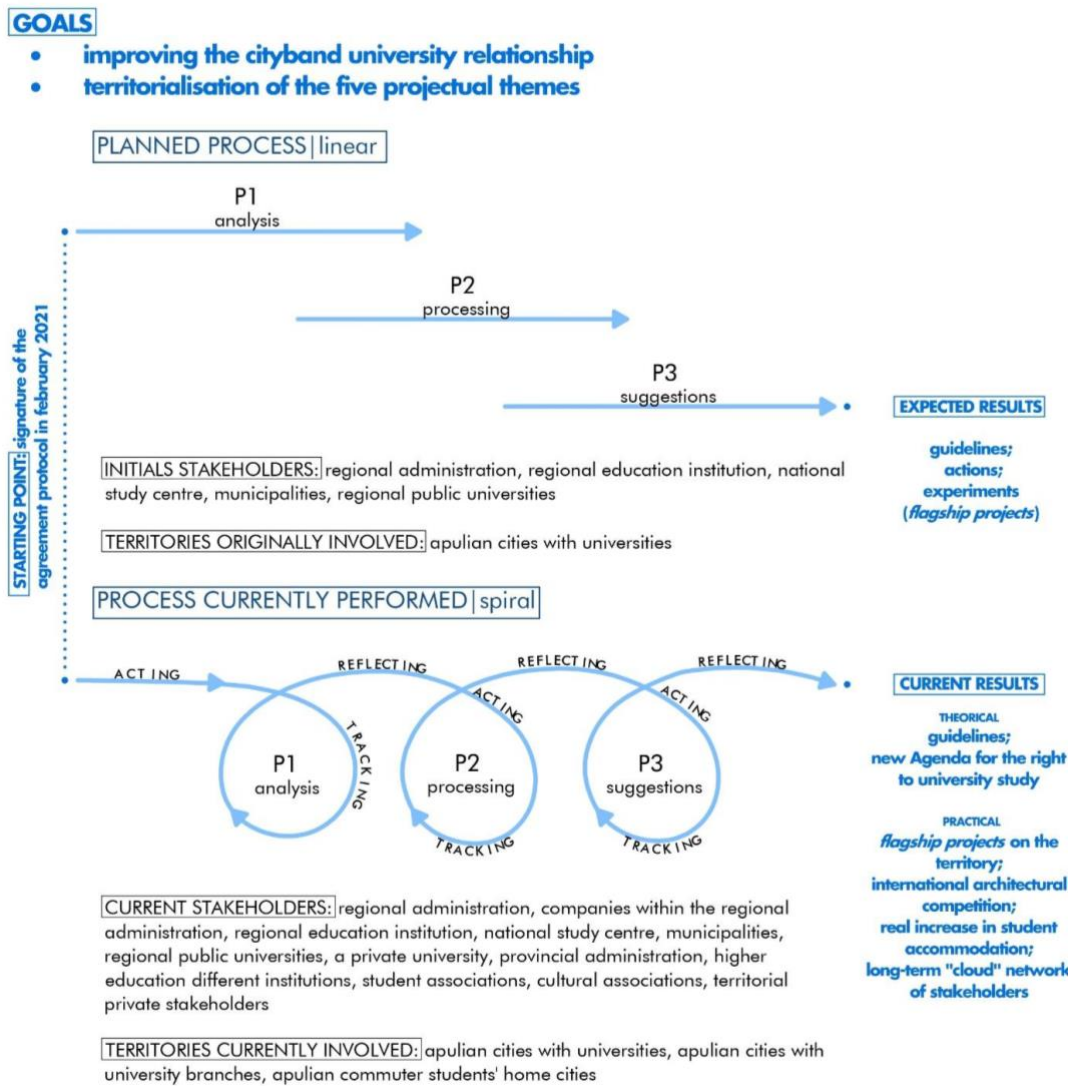 GOALS
• improving the cityband university relationship
• territorialisation of the five projectual themes
PLANNED PROCESS|linear
P1
analysis
P2
processing
P3
suggestions
STARTING POINT: signature of the
agreement protocol in february 2021
EXPECTED RESULTS
guidelines;
actions;
experiments
(flagship projects)
INITIALS STAKEHOLDERS: regional administration, regional education institution, national
study centre, municipalities, regional public universities
TERRITORIES ORIGINALLY INVOLVED: apulian cities with universities
PROCESS CURRENTLY PERFORMED|spiral
ACTING
REFLECTING
REFLECTING
REFLECTING
TRACKING
ACTING
ACTING
P1
analysis
P2
processing
P3
suggestions
TRACKING
TRACKING
CURRENT RESULTS
THEORICAL
guidelines;
new Agenda for the right
to university study
PRACTICAL
flagship projects on the
territory;
international architectural
competition;
real increase in student
accommodation;
long-term "cloud" network
of stakeholders
CURRENT STAKEHOLDERS: regional administration, companies within the regional
administration, regional education institution, national study centre, municipalities,
regional public universities, a private university, provincial administration, higher
education different institutions, student associations, cultural associations, territorial
private stakeholders
TERRITORIES CURRENTLY INVOLVED: apulian cities with universities, apulian cities with
university branches, apulian commuter students' home cities